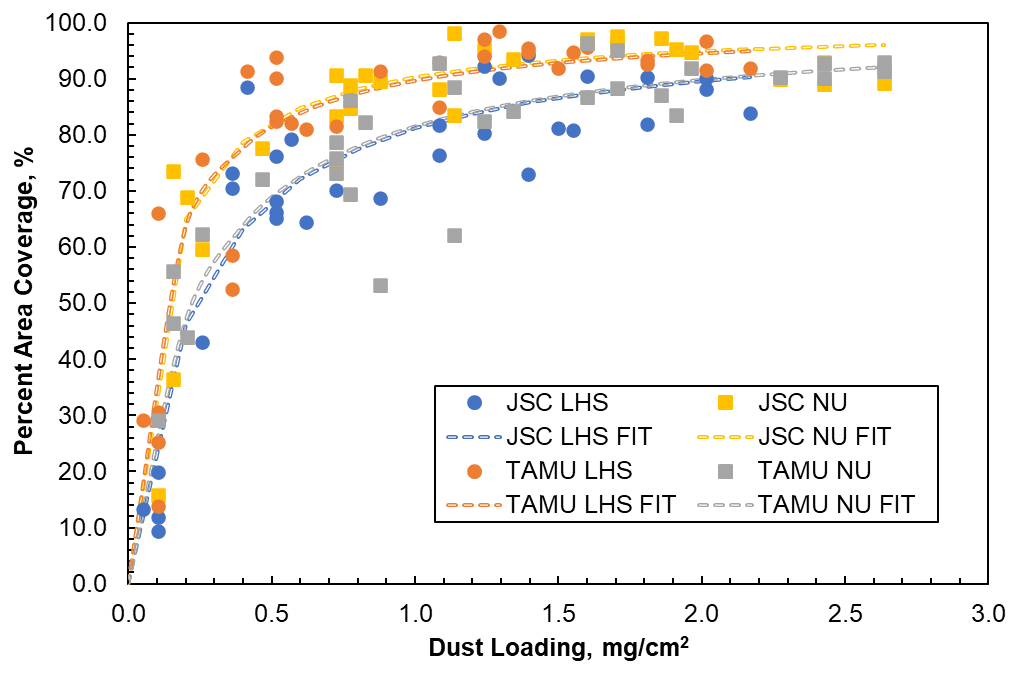 100.0
90.0
80.0
70.0
60.0
50.0
40.0
30.0
20.0
10.0
0.0
Percent Area Coverage, %
JSC LHS JSC NU
JSC LHS FIT JSC NU FIT
TAMU LHS TAMU NU
TAMU LHS FIT TAMU NU FIT
0.0 0.5 1.0 1.5 2.0 2.5 3.0
Dust Loading, mg/cm²